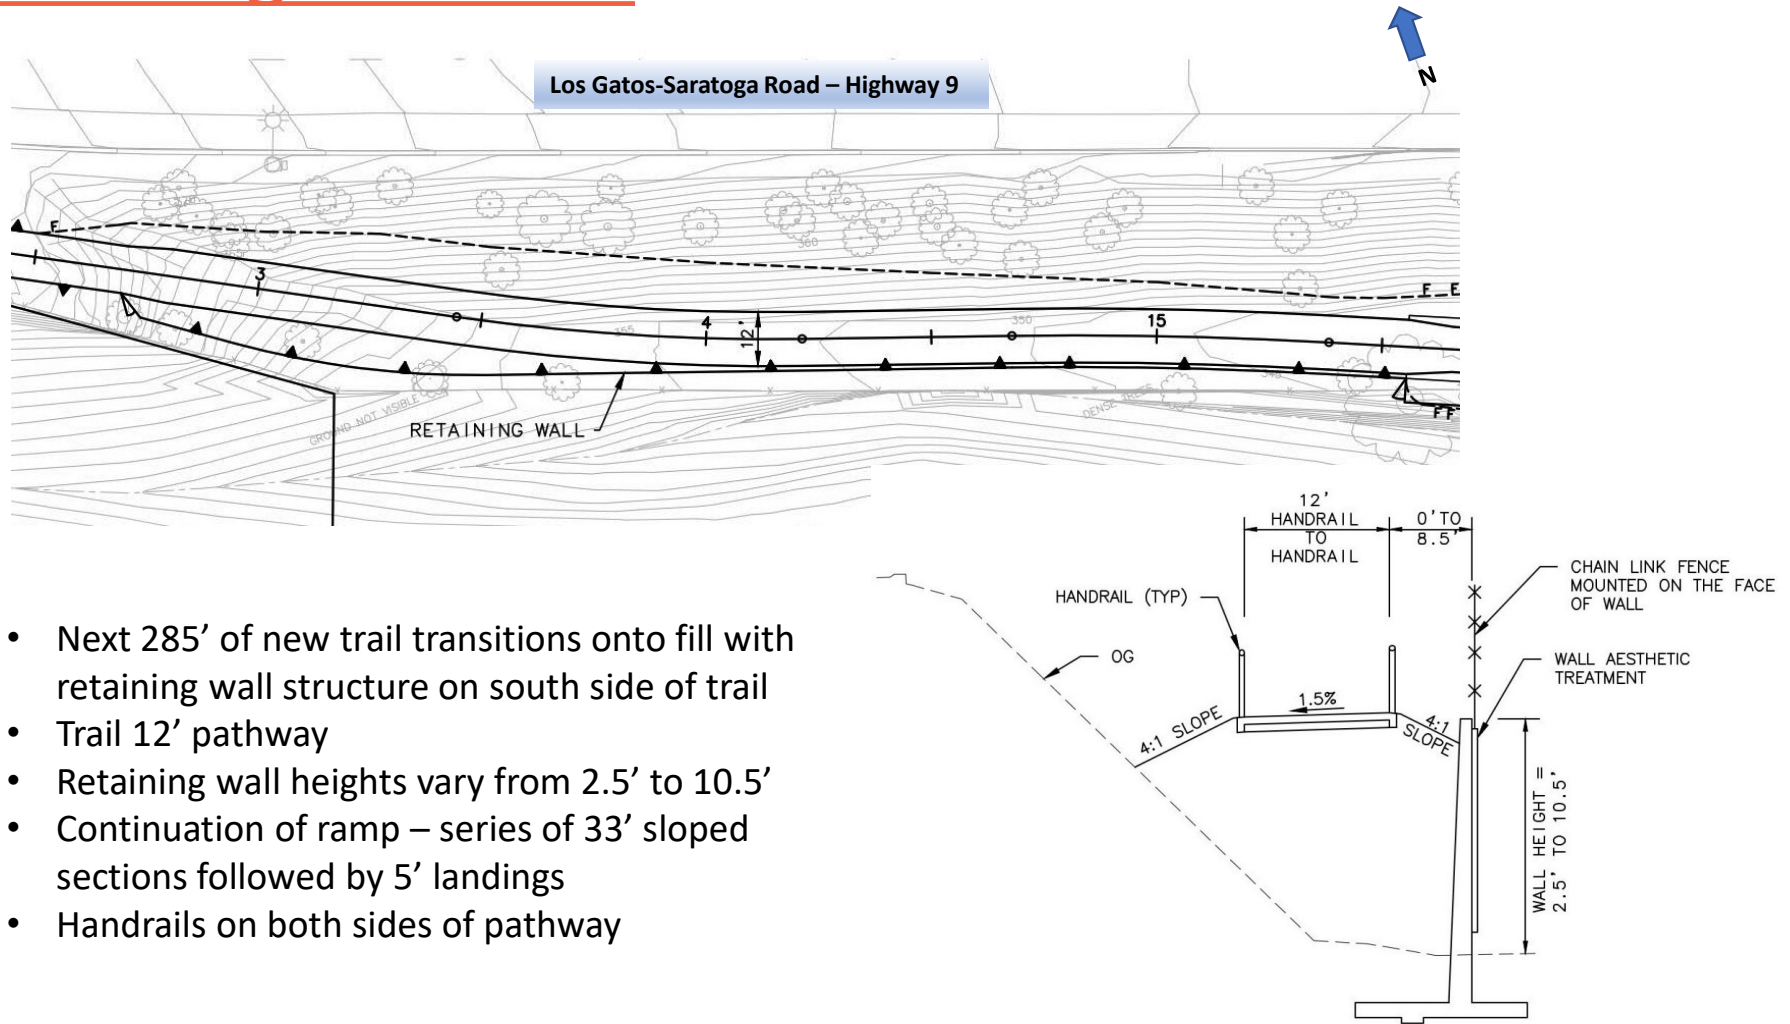 N
Los Gatos-Saratoga Road – Highway 9
F
3
4
12'
15
F F
360
355
350
F F
GROUND NOT VISIBLE
DENSE TREES
RETAINING WALL
• Next 285’ of new trail transitions onto fill with
retaining wall structure on south side of trail
• Trail 12’ pathway
• Retaining wall heights vary from 2.5’ to 10.5’
• Continuation of ramp – series of 33’ sloped
sections followed by 5’ landings
• Handrails on both sides of pathway
12'
HANDRAIL
TO
HANDRAIL
0'TO
8.5'
HANDRAIL (TYP)
OG
CHAIN LINK FENCE
MOUNTED ON THE FACE
OF WALL
WALL AESTHETIC
TREATMENT
1.5%
4:1 SLOPE
4:1
SLOPE
WALL HEIGHT =
2.5' TO 10.5'